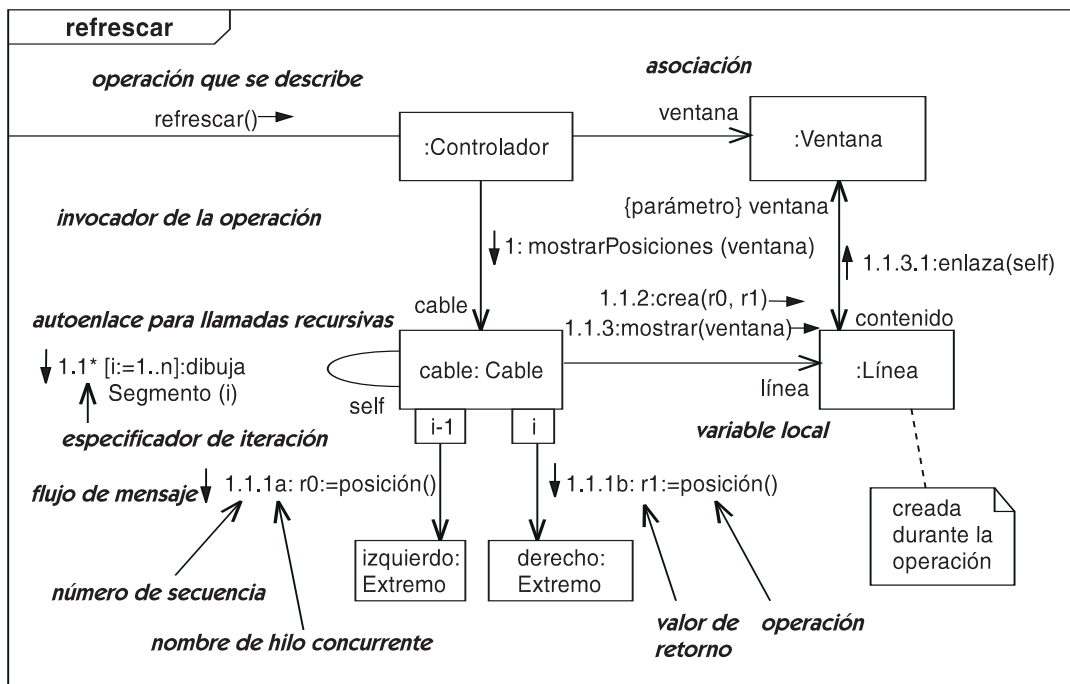 refrescar
operación que se describe
asociación
refrescar()
ventana
:Controlador
:Ventana
invocador de la operación
{parámetro} ventana
1: mostrarPosiciones (ventana)
1.1.3.1:enlaza(self)
1.1.2:crea(r0, r1)
cable
autoenlace para llamadas recursivas
1.1.3:mostrar(ventana)
contenido
1.1* [i:=1..n]:dibuja
Segmento (i)
cable: Cable
:Línea
self
línea
i-1
i
especificador de iteración
variable local
flujo de mensaje
1.1.1a: r0:=posición()
1.1.1b: r1:=posición()
creada
durante la
operación
izquierdo:
Extremo
derecho:
Extremo
número de secuencia
nombre de hilo concurrente
valor de
retorno
operación